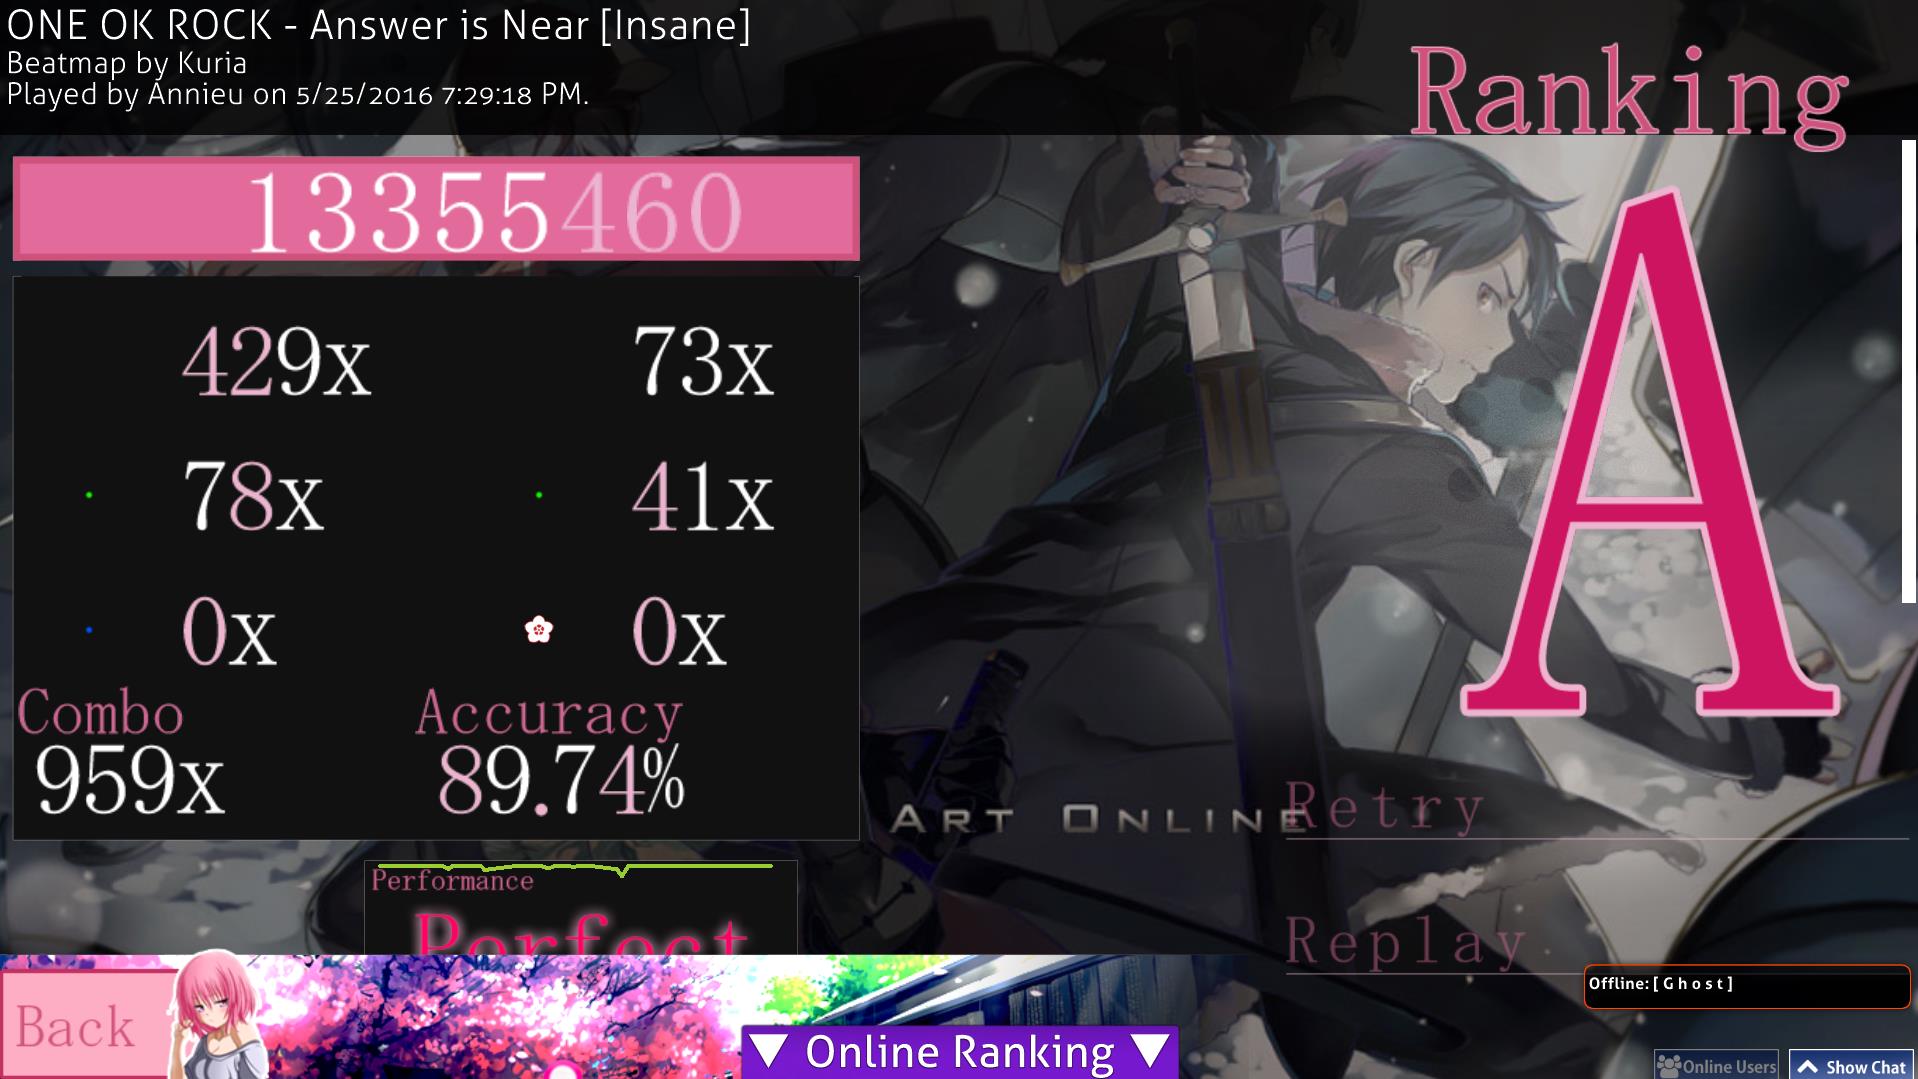 ONE OK ROCK - Answer is Near [Insane]
Beatmap by Kuria
Played by Annieu on 5/25/2016 7:29:18 PM.
Ranking
13355460
429x 73x
78x 41x
0x 0x
Combo Accuracy
959x 89.74%
A
ART ONLINE
Retry
Performance
Perfect
Replay
Back
Offline: [ G h o s t ]
Online Ranking
Online Users
Show Chat